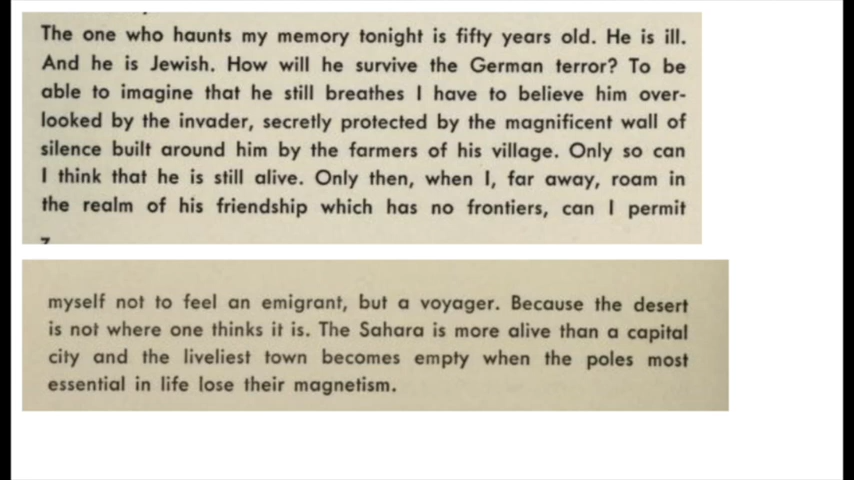 The one who haunts my memory tonight is fifty years old. He is ill.
And he is Jewish. How will he survive the German terror? To be
able to imagine that he still breathes I have to believe him over-
looked by the invader, secretly protected by the magnificent wall of
silence built around him by the farmers of his village. Only so can
I think that he is still alive. Only then, when I, far away, roam in
the realm of his friendship which has no frontiers, can I permit
myself not to feel an emigrant, but a voyager. Because the desert
is not where one thinks it is. The Sahara is more alive than a capital
city and the liveliest town becomes empty when the poles most
essential in life lose their magnetism.